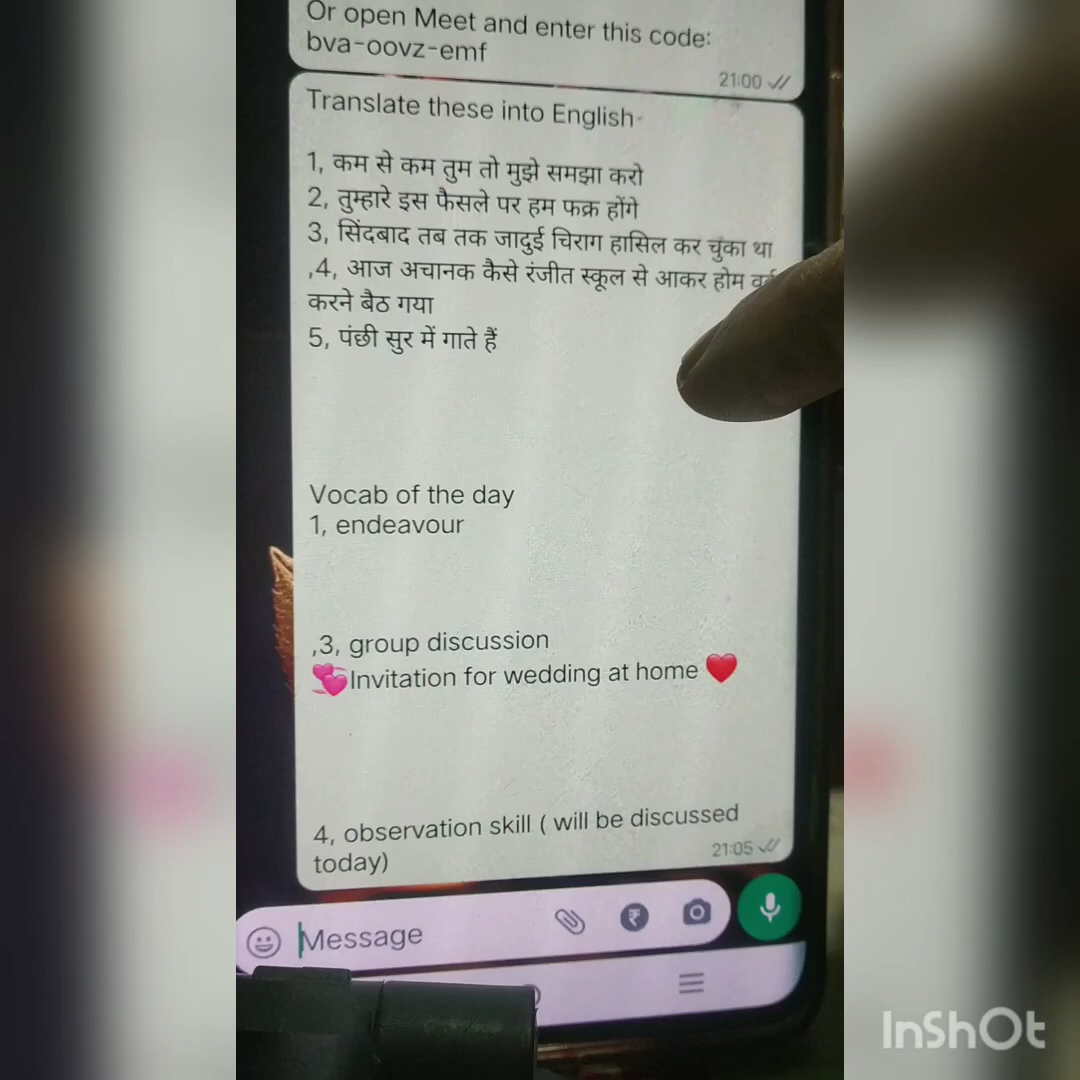 Or open Meet and enter this code:
bva-oovz-emf
21:00
Translate these into English
1, कम से कम तुम तो मुझे समझा करो
2, तुम्हारे इस फैसले पर हम फक्र होंगे
3, सिंदबाद तब तक जादुई चिराग हासिल कर चुका था
,4, आज अचानक कैसे रंजीत स्कूल से आकर होम
करने बैठ गया
5, पंछी सुर में गाते हैं
Vocab of the day
1, endeavour
,3, group discussion
💞Invitation for wedding at home ❤️
4, observation skill ( will be discussed
today)
21:05
Message
InShOt